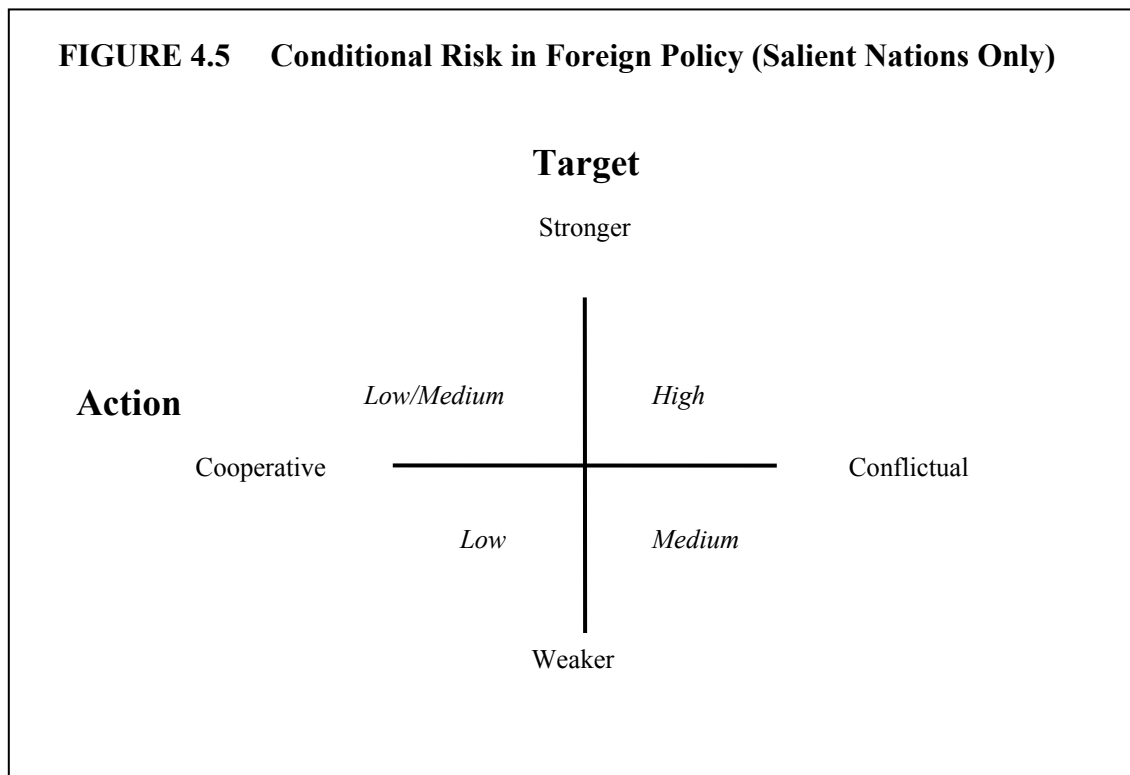 FIGURE 4.5 Conditional Risk in Foreign Policy (Salient Nations Only)
Target
Stronger
Action
Low/Medium
High
Cooperative
Conflictual
Low
Medium
Weaker